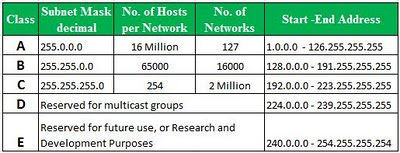 Class Subnet Mask decimal No. of Hosts per Network No. of Networks Start -End Address
A 255.0.0.0 16 Million 127 1.0.0.0 - 126.255.255.255
B 255.255.0.0 65000 16000 128.0.0.0 - 191.255.255.255
C 255.255.255.0 254 2 Million 192.0.0.0 - 223.255.255.255
D Reserved for multicast groups 224.0.0.0 - 239.255.255.255
E Reserved for future use, or Research and Development Purposes 240.0.0.0 - 254.255.255.254